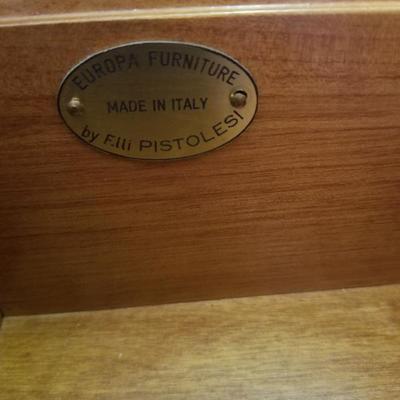 EUROPA FURNITURE
MADE IN ITALY
by F.lli PISTOLESI